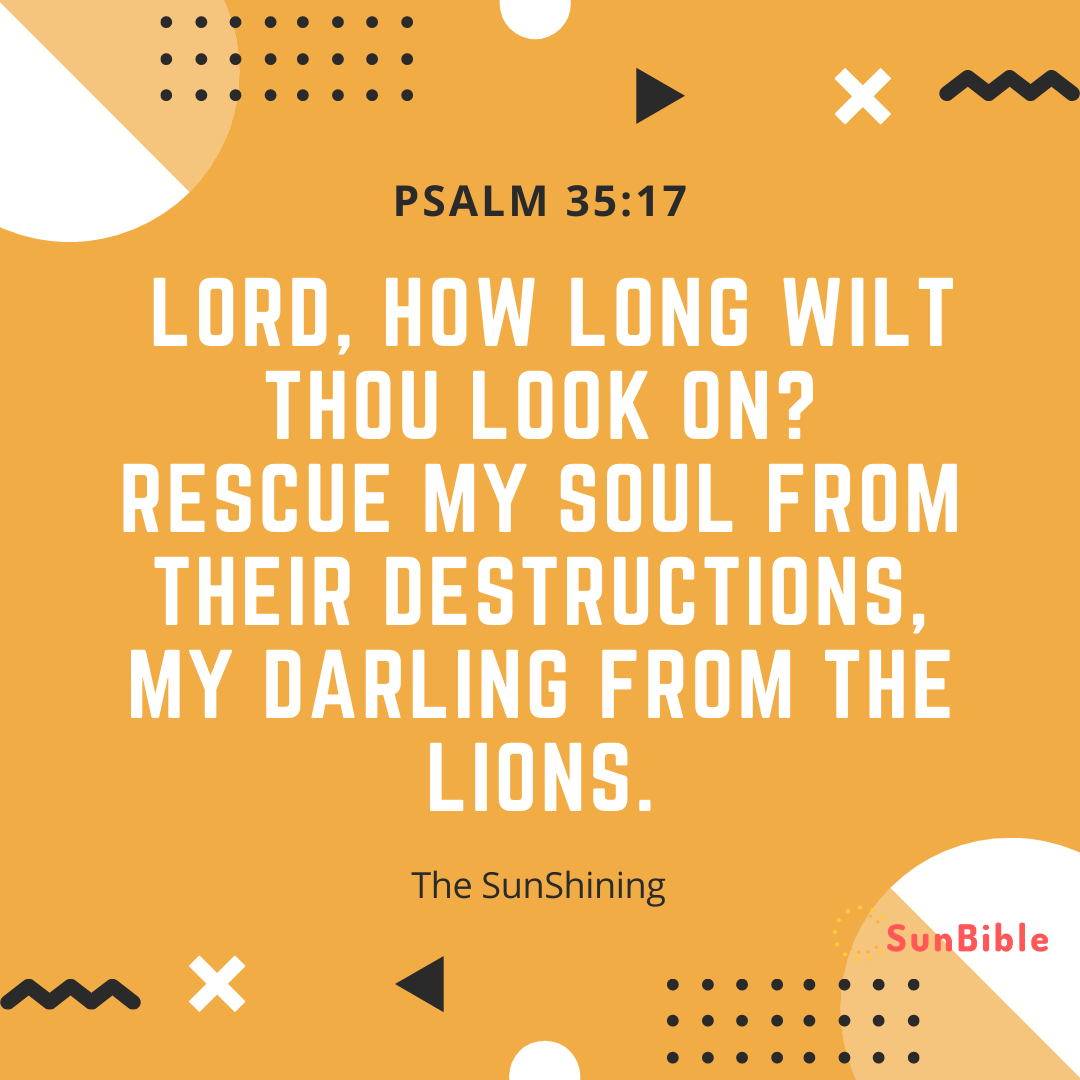 PSALM 35:17
LORD, HOW LONG WILT
THOU LOOK ON?
RESCUE MY SOUL FROM
THEIR DESTRUCTIONS,
MY DARLING FROM THE
LIONS.
The SunShining
SunBible